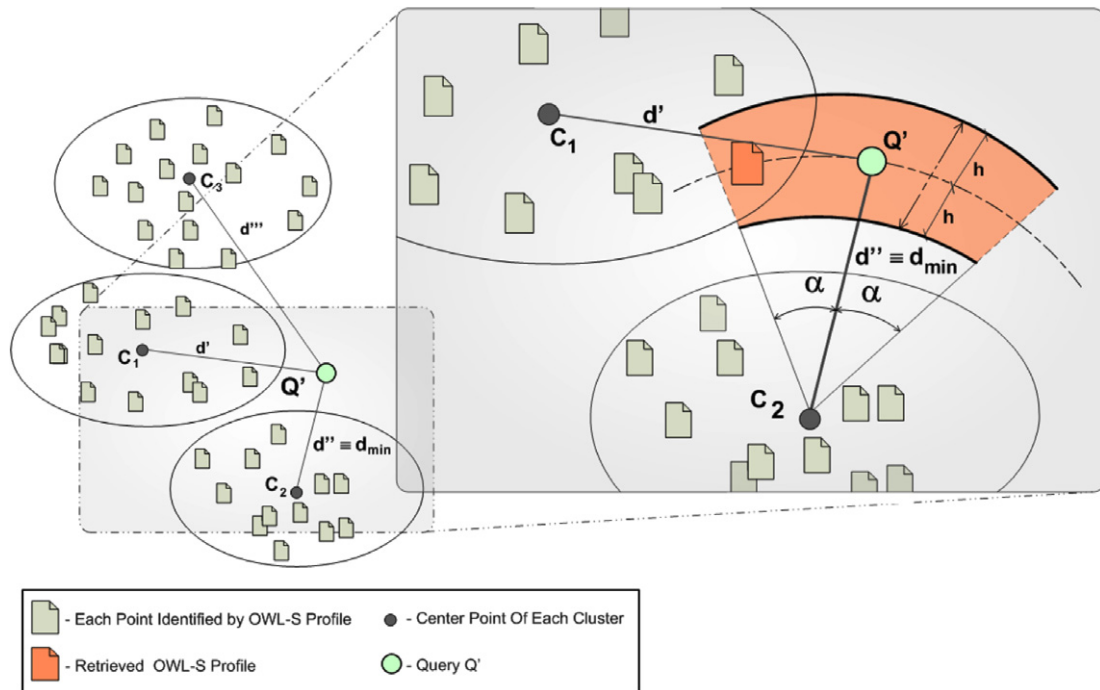 C3
d'''
C1
d'
Q'
d'' ≡ dmin
C2
C1
d'
Q'
h
h
d'' ≡ dmin
α
α
C2
- Each Point Identified by OWL-S Profile
- Center Point Of Each Cluster
- Retrieved OWL-S Profile
- Query Q'